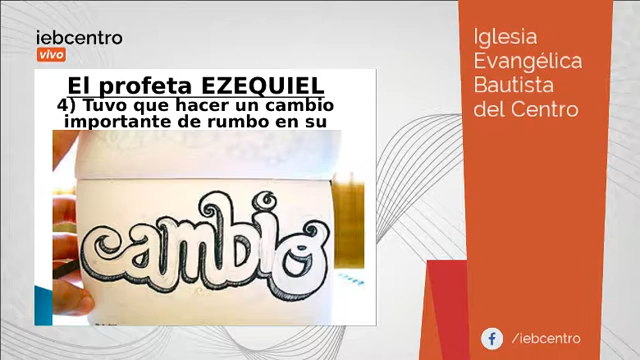 iebcentro
vivo
El profeta EZEQUIEL
4) Tuvo que hacer un cambio
importante de rumbo en su
cambio
Iglesia
Evangélica
Bautista
del Centro
/iebcentro